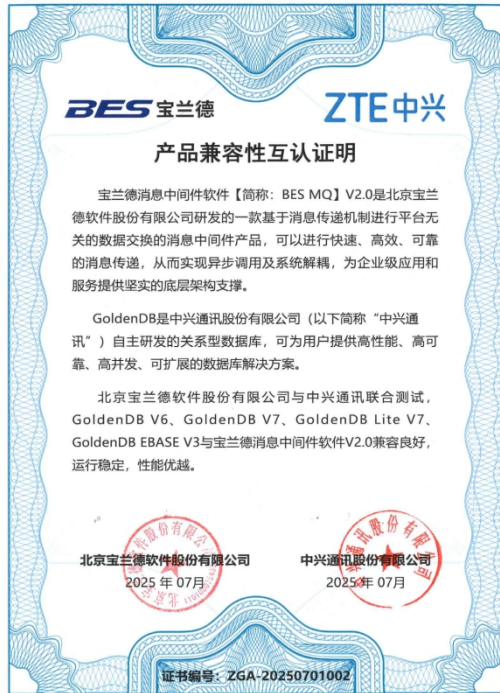 BES 宝兰德
ZTE中兴
产品兼容性互认证明
宝兰德消息中间件软件【简称：BES MQ】V2.0是北京宝兰
德软件股份有限公司研发的一款基于消息传递机制进行平台无
关的数据交换的消息中间件产品，可以进行快速、高效、可靠
的消息传递，从而实现异步调用及系统解耦，为企业级应用和
服务提供坚实的底层架构支撑。
GoldenDB是中兴通讯股份有限公司（以下简称“中兴通
讯”）自主研发的关系型数据库，可为用户提供高性能、高可
靠、高并发、可扩展的数据库解决方案。
北京宝兰德软件股份有限公司与中兴通讯联合测试，
GoldenDB V6、GoldenDB V7、GoldenDB Lite V7、
GoldenDB EBASE V3与宝兰德消息中间件软件V2.0兼容良好，
运行稳定，性能优越。
北京宝兰德软件股份有限公司
2025 年 07月
中兴通讯股份有限公司
2025 年 07月
证书编号：ZGA-20250701002